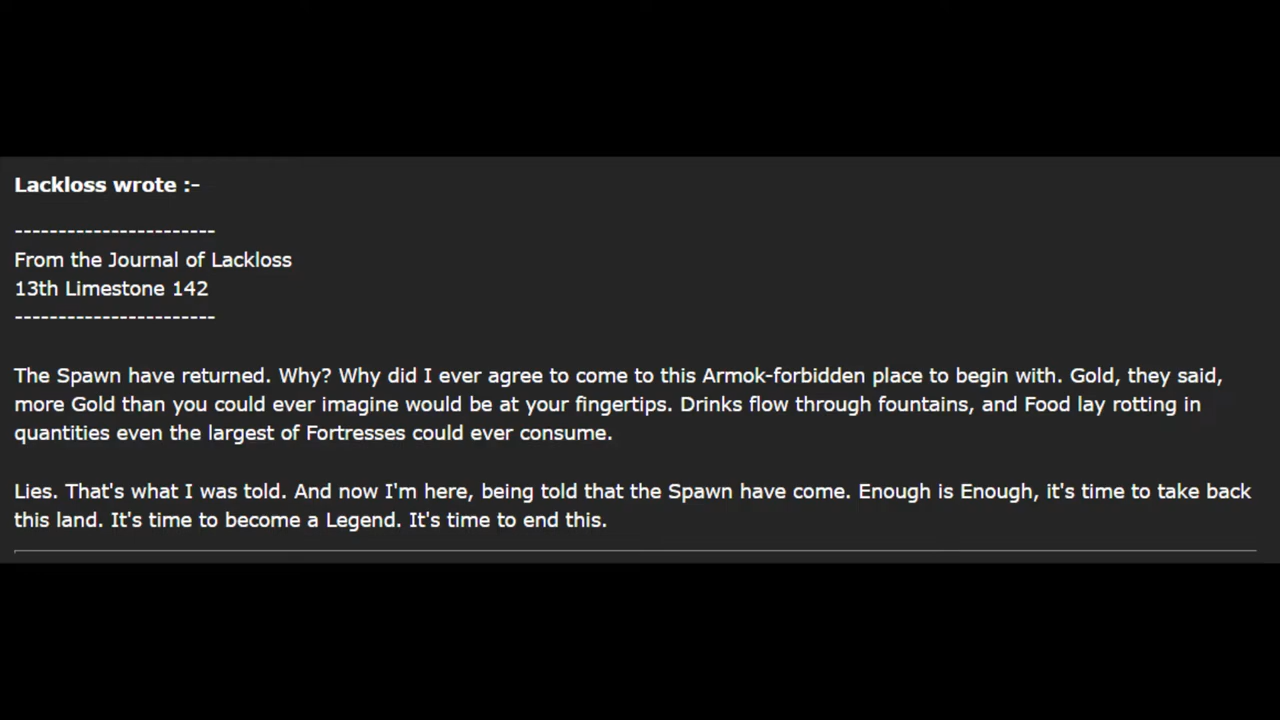 Lackloss wrote :-
-----------------------
From the Journal of Lackloss
13th Limestone 142
-----------------------
The Spawn have returned. Why? Why did I ever agree to come to this Armok-forbidden place to begin with. Gold, they said,
more Gold than you could ever imagine would be at your fingertips. Drinks flow through fountains, and Food lay rotting in
quantities even the largest of Fortresses could ever consume.
Lies. That's what I was told. And now I'm here, being told that the Spawn have come. Enough is Enough, it's time to take back
this land. It's time to become a Legend. It's time to end this.